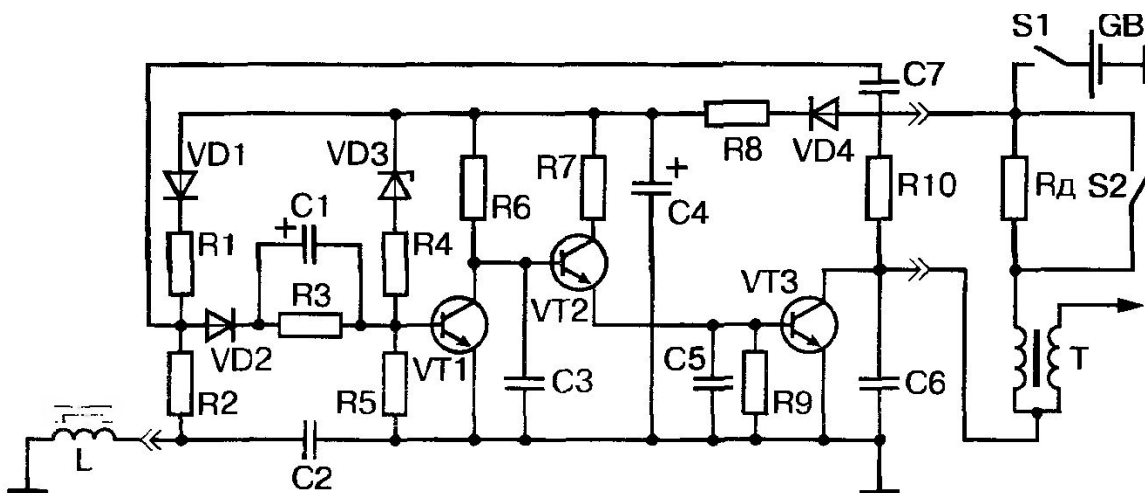 S1 GB
C7
VD1 VD3 R8 VD4
R7 R10 Rд S2
C1 R6 C4
R1 R4
R3 VT3
VT2
VD2 VT1 C5 T
R2 R5 C3 R9 C6
L
C2
+
+